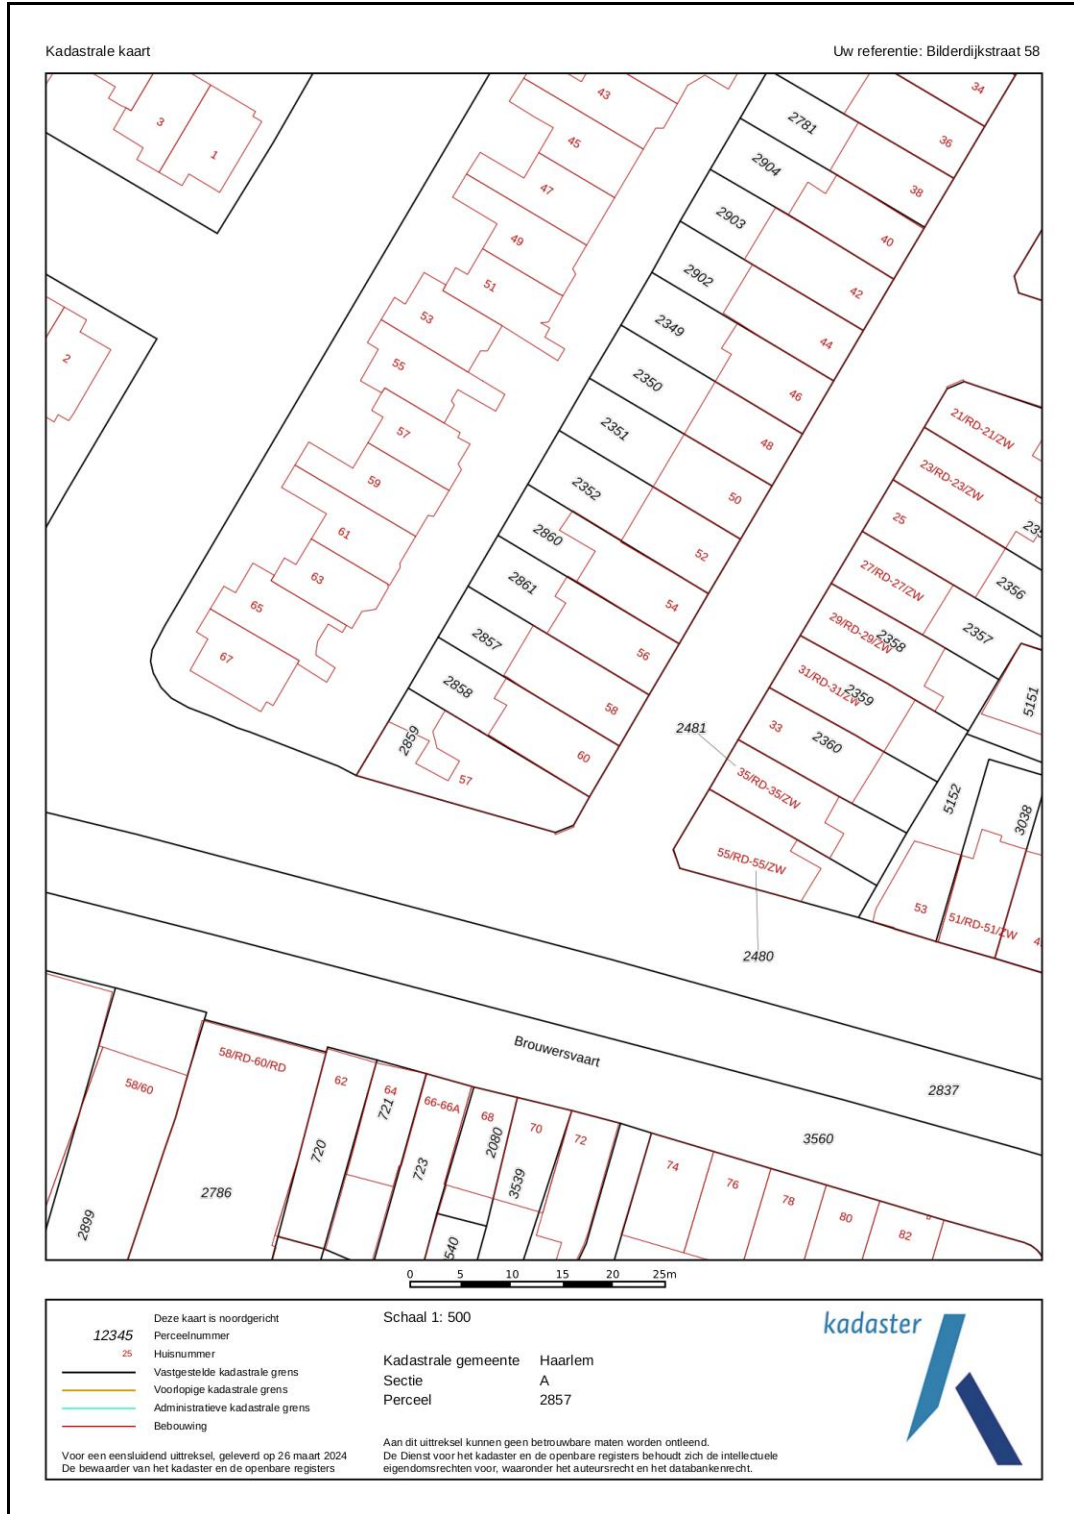 Kadastrale kaart
Uw referentie: Bilderdijkstraat 58
3
1
43
45
47
49
51
53
55
57
59
61
63
65
67
2
2781
2904
2903
2902
2349
2350
2351
2352
2860
2861
2857
2858
2859
57
34
36
38
40
42
44
46
48
50
52
54
56
58
60
21/RD-21/ZW
23/RD-23/ZW
25
27/RD-27/ZW
29/RD-29/ZW
31/RD-31/ZW
33
35/RD-35/ZW
55/RD-55/ZW
2356
2357
2358
2359
2360
2481
2480
5151
5152
3038
53
51/RD-51/ZW
Brouwersvaart
2837
3560
58/60
58/RD-60/RD
62
64
66-66A
68
70
72
74
76
78
80
82
2899
2786
720
721
723
2080
3539
540
0 5 10 15 20 25m
Deze kaart is noordgericht
12345 Perceelnummer
25 Huisnummer
Vastgestelde kadastrale grens
Voorlopige kadastrale grens
Administratieve kadastrale grens
Bebouwing
Voor een eensluidend uittreksel, geleverd op 26 maart 2024
De bewaarder van het kadaster en de openbare registers
Schaal 1: 500
Kadastrale gemeente Haarlem
Sectie A
Perceel 2857
Aan dit uittreksel kunnen geen betrouwbare maten worden ontleend.
De Dienst voor het kadaster en de openbare registers behoudt zich de intellectuele
eigendomsrechten voor, waaronder het auteursrecht en het databankenrecht.
kadaster